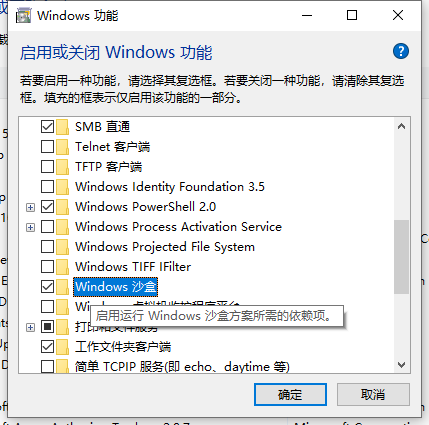 Windows 功能
启用或关闭 Windows 功能
若要启用一种功能，请选择其复选框。若要关闭一种功能，请清除其复选
框。填充的框表示仅启用该功能的一部分。
SMB 直通
Telnet 客户端
TFTP 客户端
Windows Identity Foundation 3.5
Windows PowerShell 2.0
Windows Process Activation Service
Windows Projected File System
Windows TIFF IFilter
Windows 沙盒
启用运行 Windows 沙盒方案所需的依赖项。
打印和文件服务
工作文件夹客户端
简单 TCPIP 服务(即 echo、daytime 等)
确定
取消